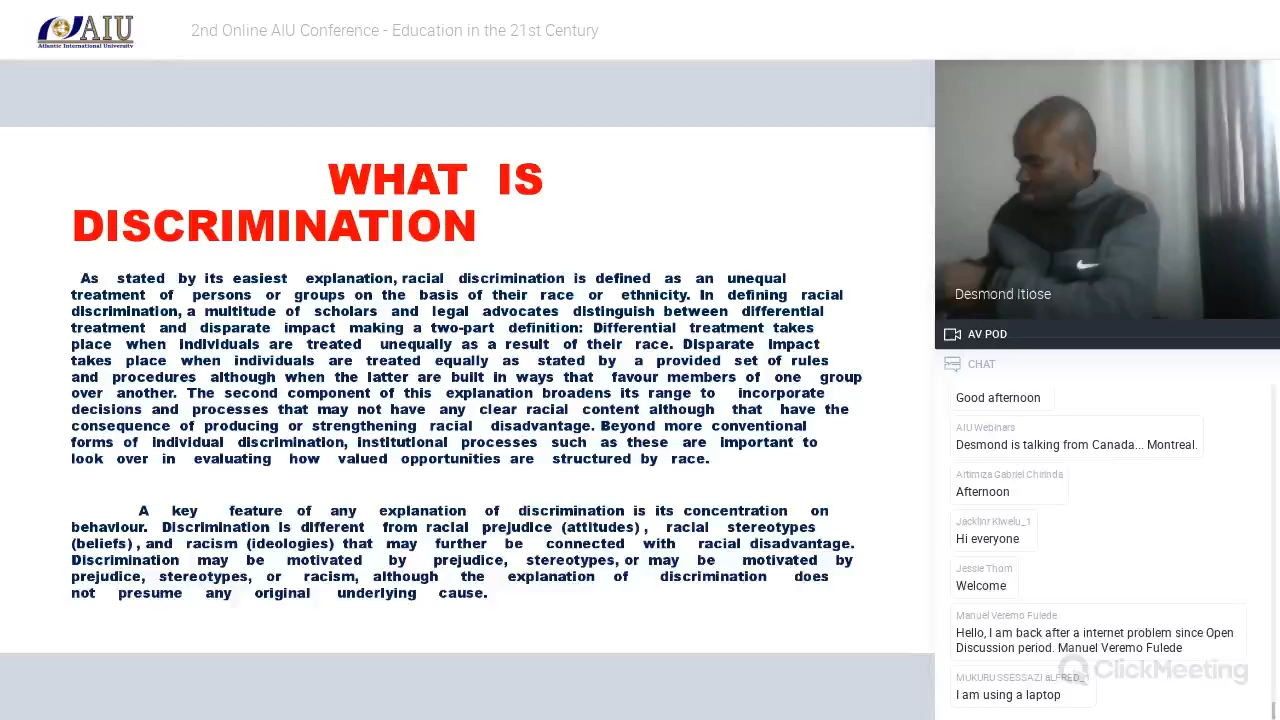 AIU
Atlantic International University
2nd Online AIU Conference - Education in the 21st Century
WHAT IS
DISCRIMINATION
As stated by its easiest explanation, racial discrimination is defined as an unequal
treatment of persons or groups on the basis of their race or ethnicity. In defining racial
discrimination, a multitude of scholars and legal advocates distinguish between differential
treatment and disparate impact making a two-part definition: Differential treatment takes
place when individuals are treated unequally as a result of their race. Disparate impact
takes place when individuals are treated equally as stated by a provided set of rules
and procedures although when the latter are built in ways that favour members of one group
over another. The second component of this explanation broadens its range to incorporate
decisions and processes that may not have any clear racial content although that have the
consequence of producing or strengthening racial disadvantage. Beyond more conventional
forms of individual discrimination, institutional processes such as these are important to
look over in evaluating how valued opportunities are structured by race.
A key feature of any explanation of discrimination is its concentration on
behaviour. Discrimination is different from racial prejudice (attitudes) , racial stereotypes
(beliefs) , and racism (ideologies) that may further be connected with racial disadvantage.
Discrimination may be motivated by prejudice, stereotypes, or may be motivated by
prejudice, stereotypes, or racism, although the explanation of discrimination does
not presume any original underlying cause.
Desmond Itiose
AV POD
CHAT
Good afternoon
AIU Webinars
Desmond is talking from Canada... Montreal.
Artimiza Gabriel Chirinda
Afternoon
Jacklinr Kiwelu_1
Hi everyone
Jessie Thom
Welcome
Manuel Veremo Fulede
Hello, I am back after a internet problem since Open
Discussion period. Manuel Veremo Fulede
MUKURU SSESSAZI aLFRED_
I am using a laptop
ClickMeeting